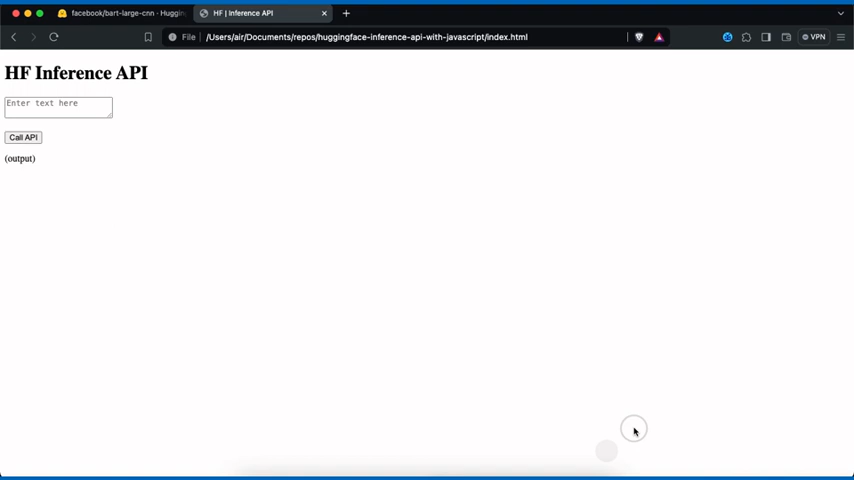 facebook/bart-large-cnn · Hugging
HF | Inference API
File
/Users/air/Documents/repos/huggingface-inference-api-with-javascript/index.html
VPN
HF Inference API
Enter text here
Call API
(output)